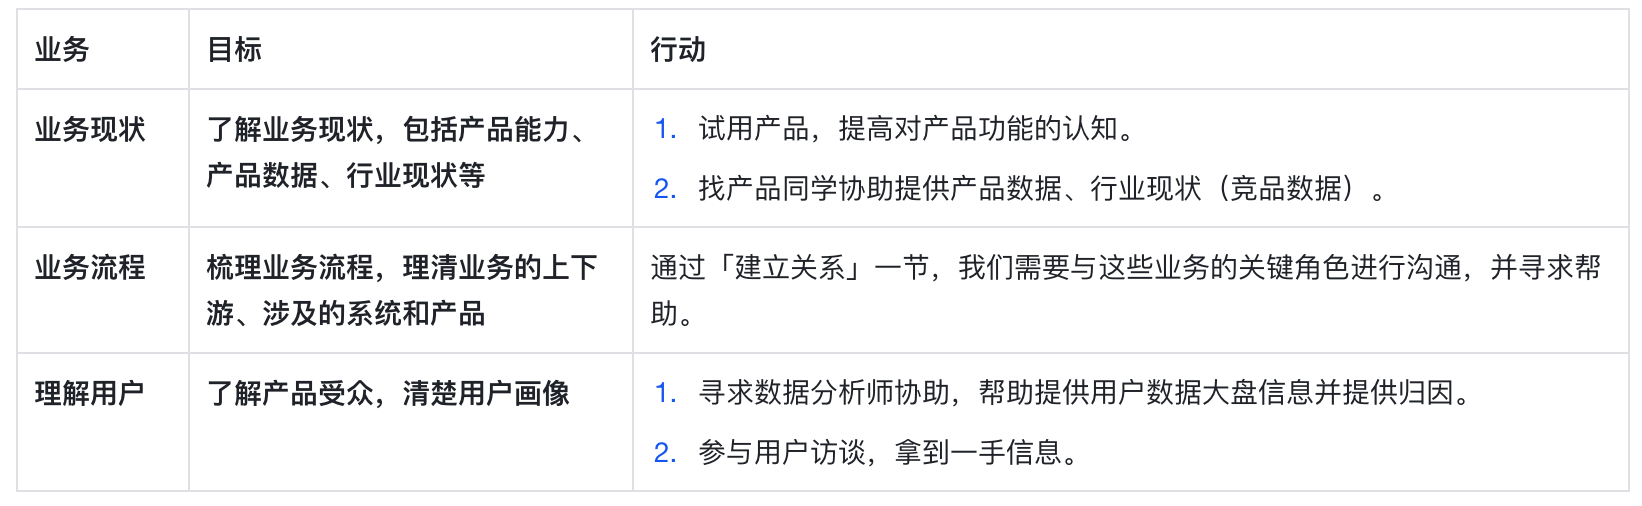 业务
目标
行动
业务现状
了解业务现状，包括产品能力、
产品数据、行业现状等
1. 试用产品，提高对产品功能的认知。
2. 找产品同学协助提供产品数据、行业现状（竞品数据）。
业务流程
梳理业务流程，理清业务的上下
游、涉及的系统和产品
通过「建立关系」一节，我们需要与这些业务的关键角色进行沟通，并寻求帮
助。
理解用户
了解产品受众，清楚用户画像
1. 寻求数据分析师协助，帮助提供用户数据大盘信息并提供归因。
2. 参与用户访谈，拿到一手信息。